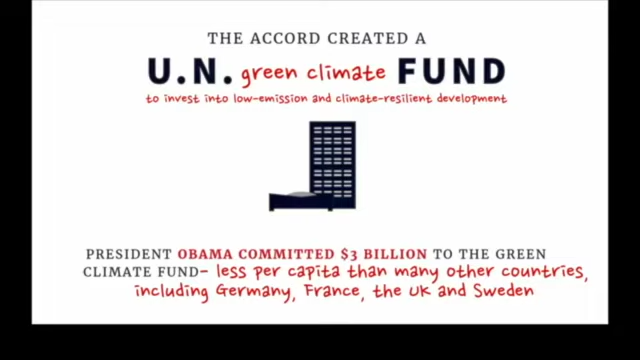 THE ACCORD CREATED A
U.N. green climate FUND
to invest into low-emission and climate-resilient development
PRESIDENT OBAMA COMMITTED $3 BILLION TO THE GREEN
CLIMATE FUND- less per capita than many other countries,
including Germany, France, the UK and Sweden